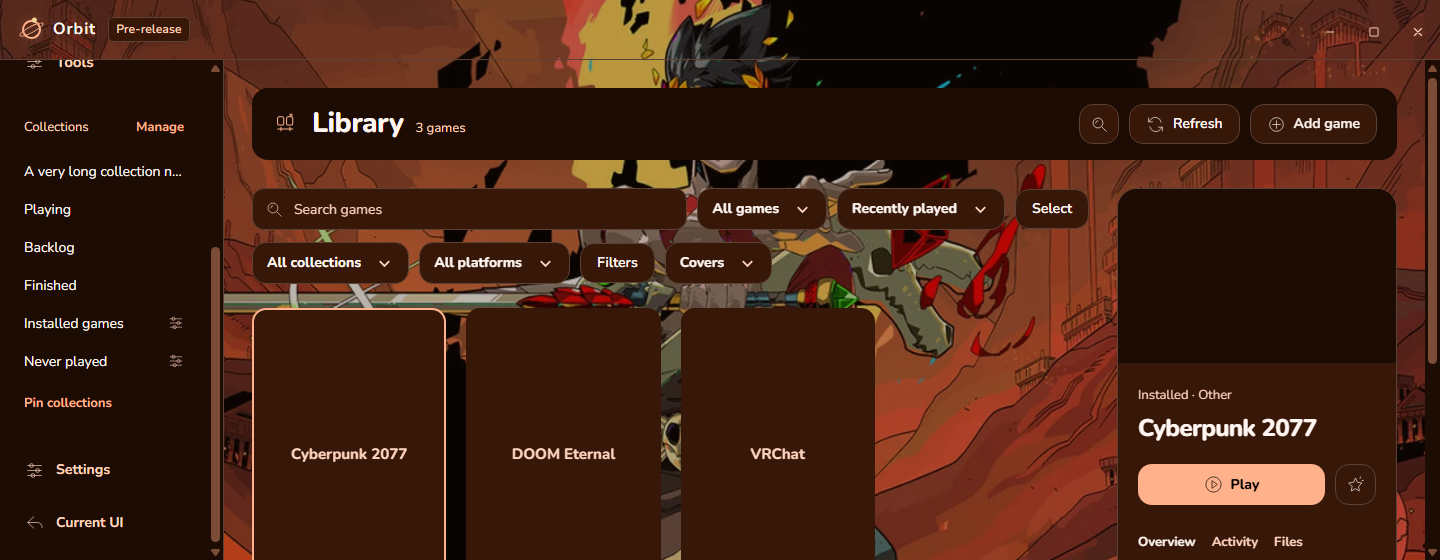 Orbit
Pre-release
Tools
Collections
Manage
A very long collection n...
Playing
Backlog
Finished
Installed games
Never played
Pin collections
Settings
Current UI
Library
3 games
Refresh
Add game
Search games
All games
Recently played
Select
All collections
All platforms
Filters
Covers
Cyberpunk 2077
DOOM Eternal
VRChat
Installed · Other
Cyberpunk 2077
Play
Overview
Activity
Files